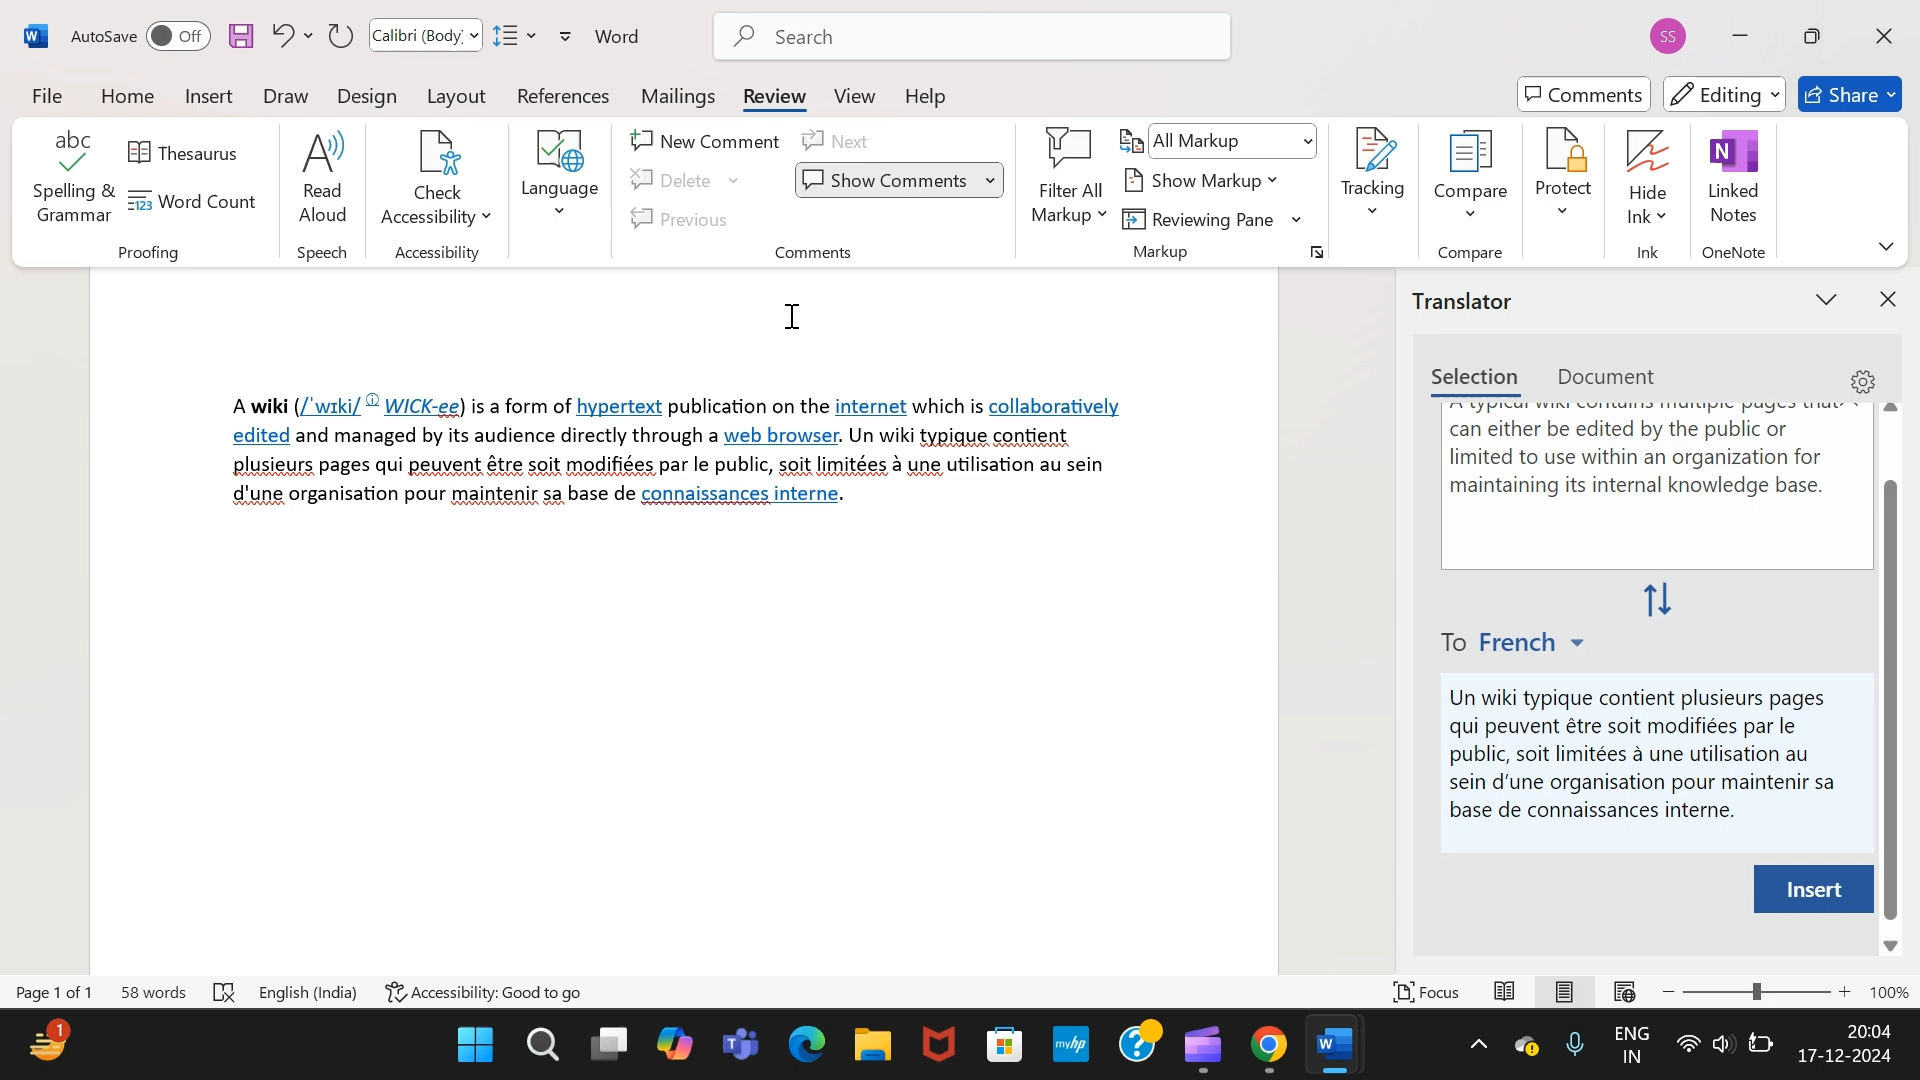 AutoSave Off Calibri (Body) Word Search SS
File Home Insert Draw Design Layout References Mailings Review View Help Comments Editing Share
abc
Spelling &
Grammar
Thesaurus
123 Word Count
Proofing
Read
Aloud
Speech
Check
Accessibility
Accessibility
Language
New Comment
Delete
Previous
Next
Show Comments
Comments
Filter All
Markup
All Markup
Show Markup
Reviewing Pane
Markup
Tracking
Compare
Compare
Protect
Hide
Ink
Ink
Linked
Notes
OneNote
A wiki (/ˈwɪki/ ⓘ WICK-ee) is a form of hypertext publication on the internet which is collaboratively
edited and managed by its audience directly through a web browser. Un wiki typique contient
plusieurs pages qui peuvent être soit modifiées par le public, soit limitées à une utilisation au sein
d'une organisation pour maintenir sa base de connaissances interne.
Translator
Selection Document
A typical wiki contains multiple pages that
can either be edited by the public or
limited to use within an organization for
maintaining its internal knowledge base.
To French
Un wiki typique contient plusieurs pages
qui peuvent être soit modifiées par le
public, soit limitées à une utilisation au
sein d’une organisation pour maintenir sa
base de connaissances interne.
Insert
Page 1 of 1 58 words English (India) Accessibility: Good to go Focus 100%
1
myhp
ENG
IN
20:04
17-12-2024